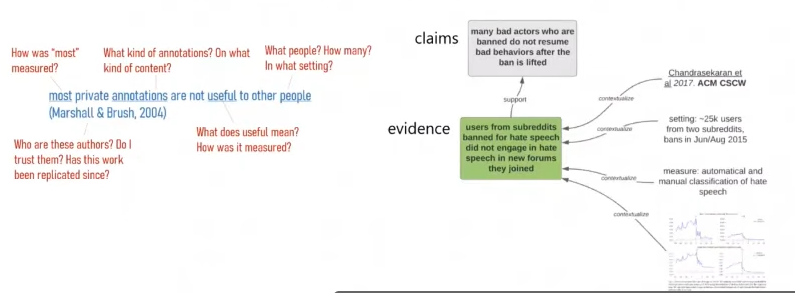 How was “most”
measured?
What kind of annotations? On what
kind of content?
What people? How many?
In what setting?
most private annotations are not useful to other people
(Marshall & Brush, 2004)
Who are these authors? Do I
trust them? Has this work
been replicated since?
What does useful mean?
How was it measured?
claims
many bad actors who are
banned do not resume
bad behaviors after the
ban is lifted
support
evidence
users from subreddits
banned for hate speech
did not engage in hate
speech in new forums
they joined
contextualize
Chandrasekaran et
al 2017. ACM CSCW
contextualize
setting: ~25k users
from two subreddits,
bans in Jun/Aug 2015
contextualize
measure: automatical and
manual classification of hate
speech
contextualize